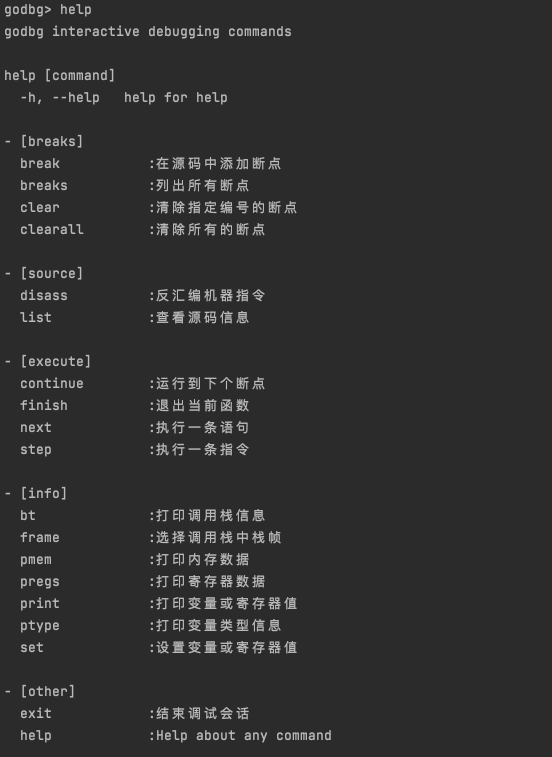 godbg> help
godbg interactive debugging commands
help [command]
-h, --help   help for help
- [breaks]
break :在源码中添加断点
breaks :列出所有断点
clear :清除指定编号的断点
clearall :清除所有的断点
- [source]
disass :反汇编机器指令
list :查看源码信息
- [execute]
continue :运行到下个断点
finish :退出当前函数
next :执行一条语句
step :执行一条指令
- [info]
bt :打印调用栈信息
frame :选择调用栈中栈帧
pmem :打印内存数据
pregs :打印寄存器数据
print :打印变量或寄存器值
ptype :打印变量类型信息
set :设置变量或寄存器值
- [other]
exit :结束调试会话
help :Help about any command